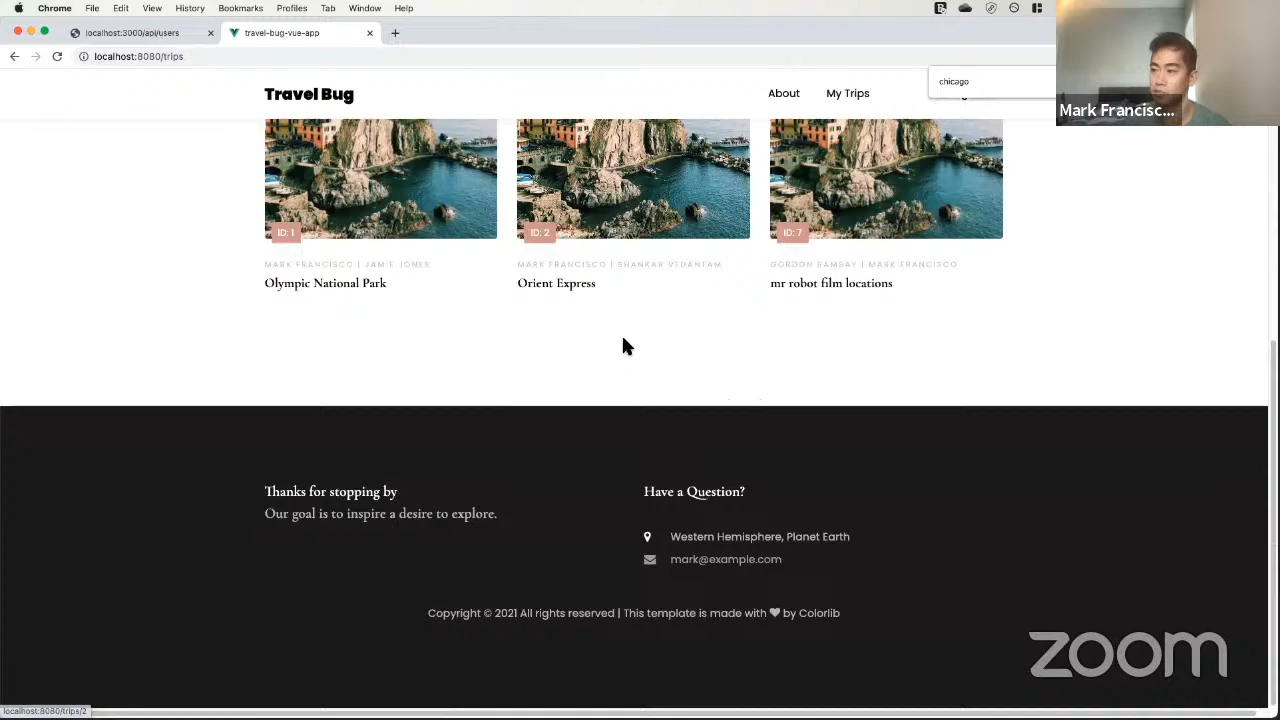 Chrome File Edit View History Bookmarks Profiles Tab Window Help
localhost:3000/api/users
travel-bug-vue-app
localhost:8080/trips
chicago
Travel Bug
About My Trips
Mark Francisc...
ID: 1 ID: 2 ID: 7
MARK FRANCISCO | JAMIE JONES
MARK FRANCISCO | SHANKAR VEDANTAM
GORDON RAMSAY | MARK FRANCISCO
Olympic National Park
Orient Express
mr robot film locations
Thanks for stopping by
Our goal is to inspire a desire to explore.
Have a Question?
Western Hemisphere, Planet Earth
mark@example.com
Copyright © 2021 All rights reserved | This template is made with ❤ by Colorlib
zoom
localhost:8080/trips/2